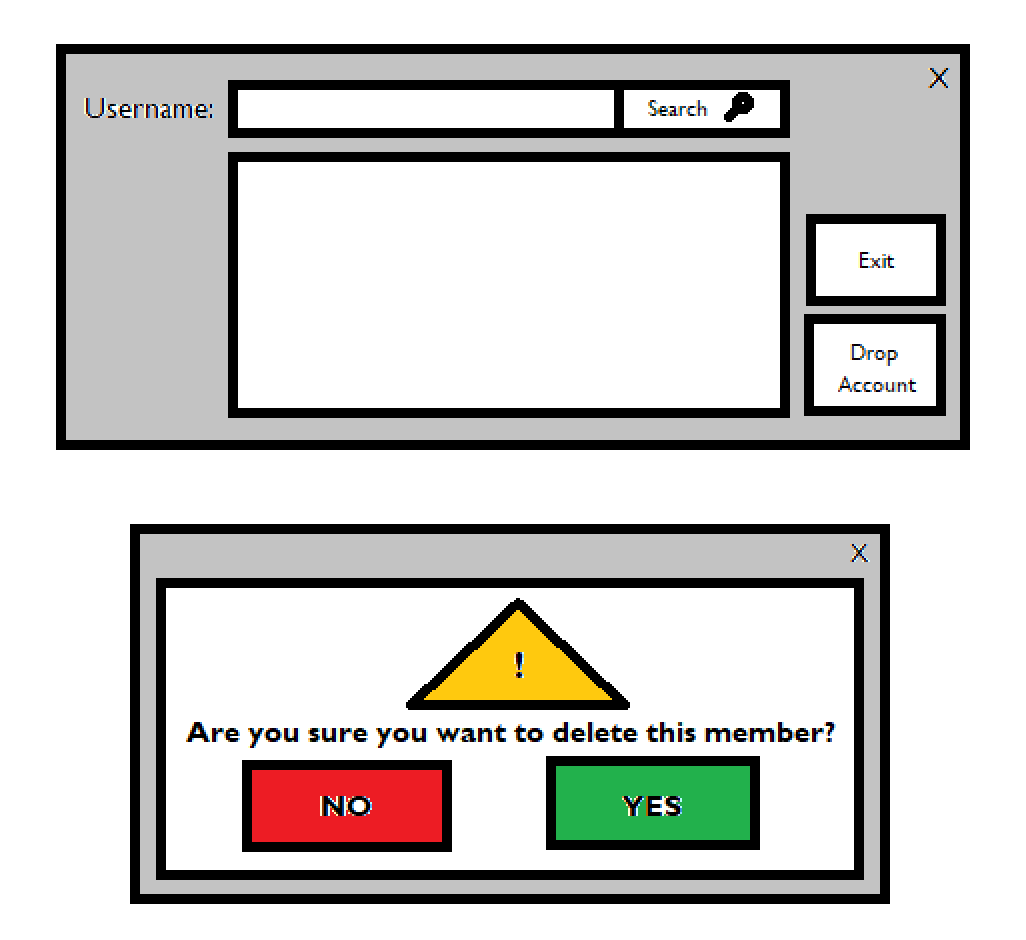 X
Username:
Search
Exit
Drop
Account
X
!
Are you sure you want to delete this member?
NO
YES